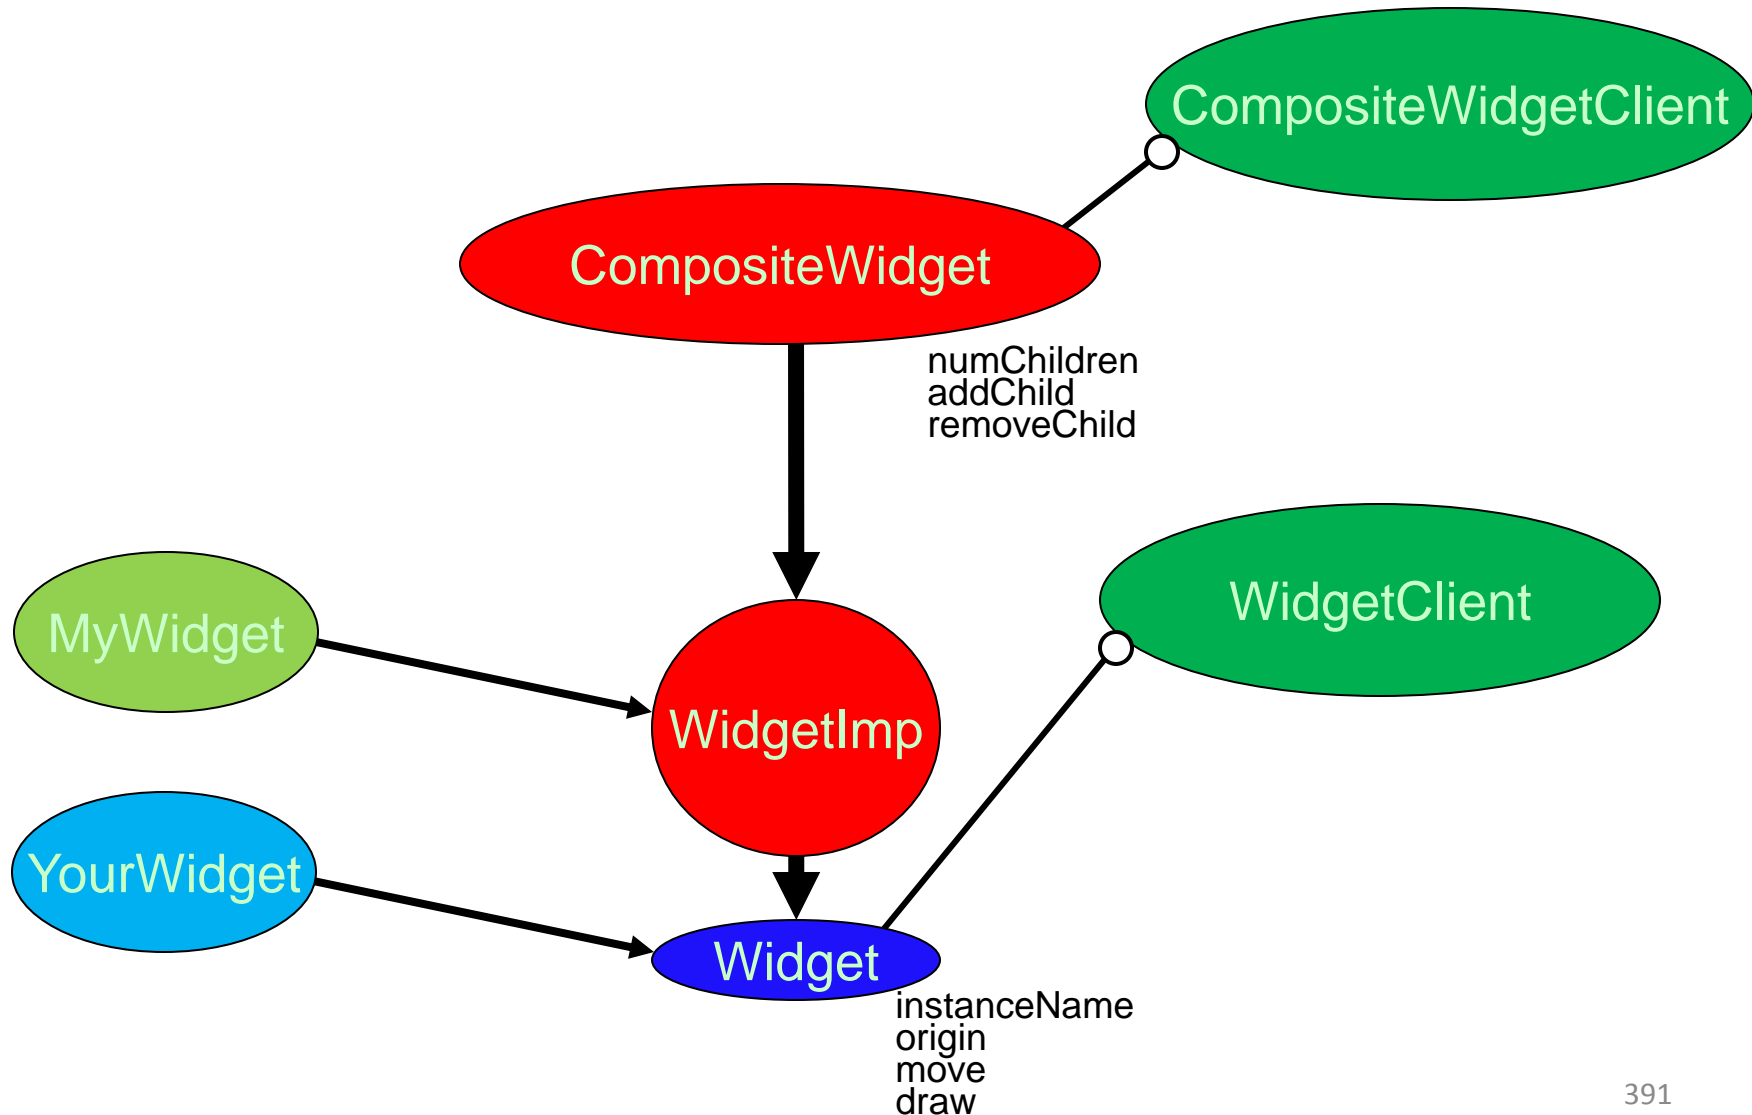 CompositeWidgetClient
CompositeWidget
numChildren
addChild
removeChild
WidgetClient
MyWidget
WidgetImp
YourWidget
Widget
instanceName
origin
move
draw
391